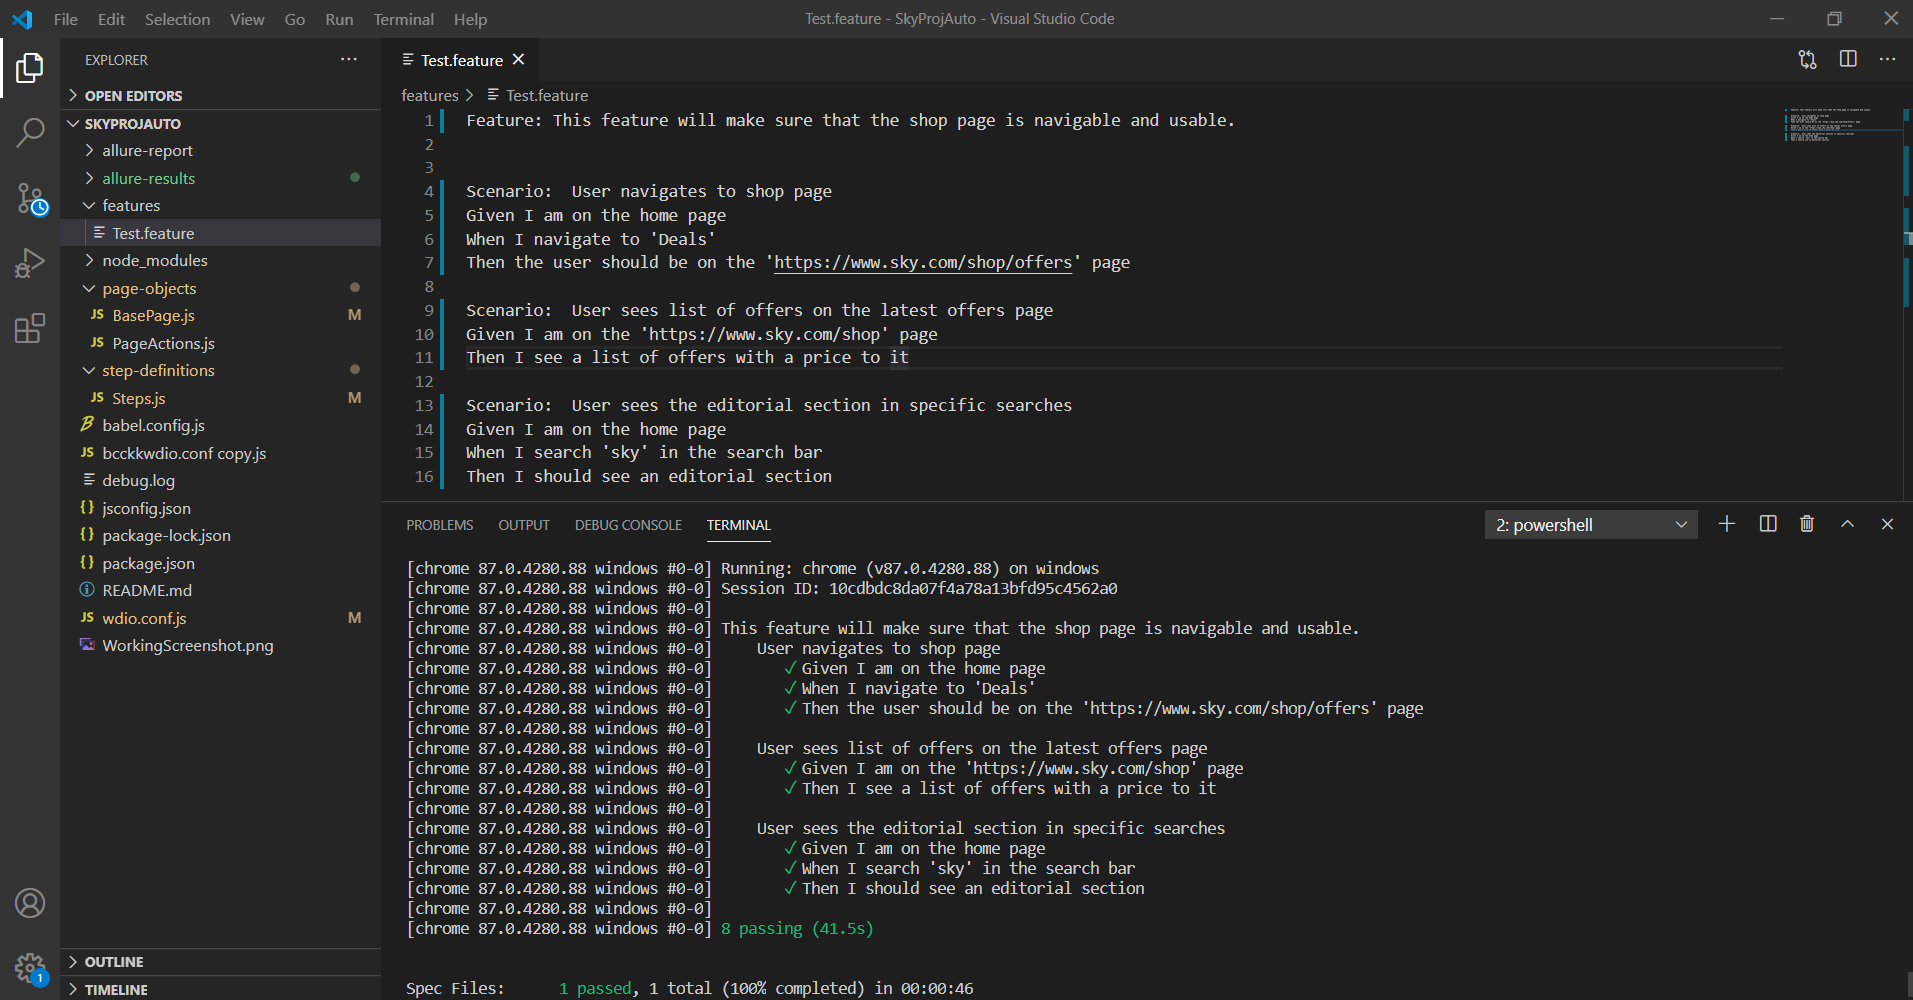 File Edit Selection View Go Run Terminal Help
Test.feature - SkyProjAuto - Visual Studio Code
EXPLORER
OPEN EDITORS
SKYPROJAUTO
allure-report
allure-results
features
Test.feature
node_modules
page-objects
JS BasePage.js M
JS PageActions.js
step-definitions
JS Steps.js M
babel.config.js
JS bcckkwdio.conf copy.js
debug.log
{} jsconfig.json
{} package-lock.json
{} package.json
README.md
JS wdio.conf.js M
WorkingScreenshot.png
OUTLINE
TIMELINE
1
Test.feature
features > Test.feature
1 Feature: This feature will make sure that the shop page is navigable and usable.
2
3
4 Scenario:  User navigates to shop page
5 Given I am on the home page
6 When I navigate to 'Deals'
7 Then the user should be on the 'https://www.sky.com/shop/offers' page
8
9 Scenario:  User sees list of offers on the latest offers page
10 Given I am on the 'https://www.sky.com/shop' page
11 Then I see a list of offers with a price to it
12
13 Scenario:  User sees the editorial section in specific searches
14 Given I am on the home page
15 When I search 'sky' in the search bar
16 Then I should see an editorial section
PROBLEMS OUTPUT DEBUG CONSOLE TERMINAL
2: powershell
[chrome 87.0.4280.88 windows #0-0] Running: chrome (v87.0.4280.88) on windows
[chrome 87.0.4280.88 windows #0-0] Session ID: 10cdbdc8da07f4a78a13bfd95c4562a0
[chrome 87.0.4280.88 windows #0-0]
[chrome 87.0.4280.88 windows #0-0] This feature will make sure that the shop page is navigable and usable.
[chrome 87.0.4280.88 windows #0-0] User navigates to shop page
[chrome 87.0.4280.88 windows #0-0] ✓ Given I am on the home page
[chrome 87.0.4280.88 windows #0-0] ✓ When I navigate to 'Deals'
[chrome 87.0.4280.88 windows #0-0] ✓ Then the user should be on the 'https://www.sky.com/shop/offers' page
[chrome 87.0.4280.88 windows #0-0]
[chrome 87.0.4280.88 windows #0-0] User sees list of offers on the latest offers page
[chrome 87.0.4280.88 windows #0-0] ✓ Given I am on the 'https://www.sky.com/shop' page
[chrome 87.0.4280.88 windows #0-0] ✓ Then I see a list of offers with a price to it
[chrome 87.0.4280.88 windows #0-0]
[chrome 87.0.4280.88 windows #0-0] User sees the editorial section in specific searches
[chrome 87.0.4280.88 windows #0-0] ✓ Given I am on the home page
[chrome 87.0.4280.88 windows #0-0] ✓ When I search 'sky' in the search bar
[chrome 87.0.4280.88 windows #0-0] ✓ Then I should see an editorial section
[chrome 87.0.4280.88 windows #0-0]
[chrome 87.0.4280.88 windows #0-0] 8 passing (41.5s)
Spec Files: 1 passed, 1 total (100% completed) in 00:00:46